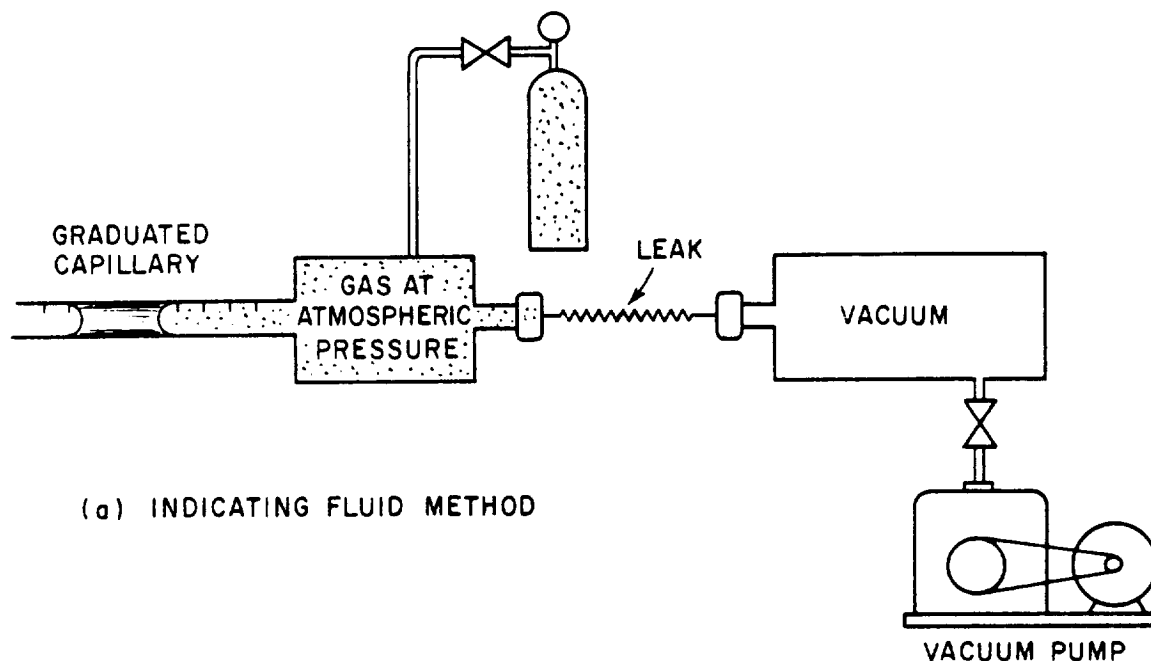 GRADUATED
CAPILLARY
GAS AT
ATMOSPHERIC
PRESSURE
LEAK
VACUUM
(a) INDICATING FLUID METHOD
VACUUM PUMP